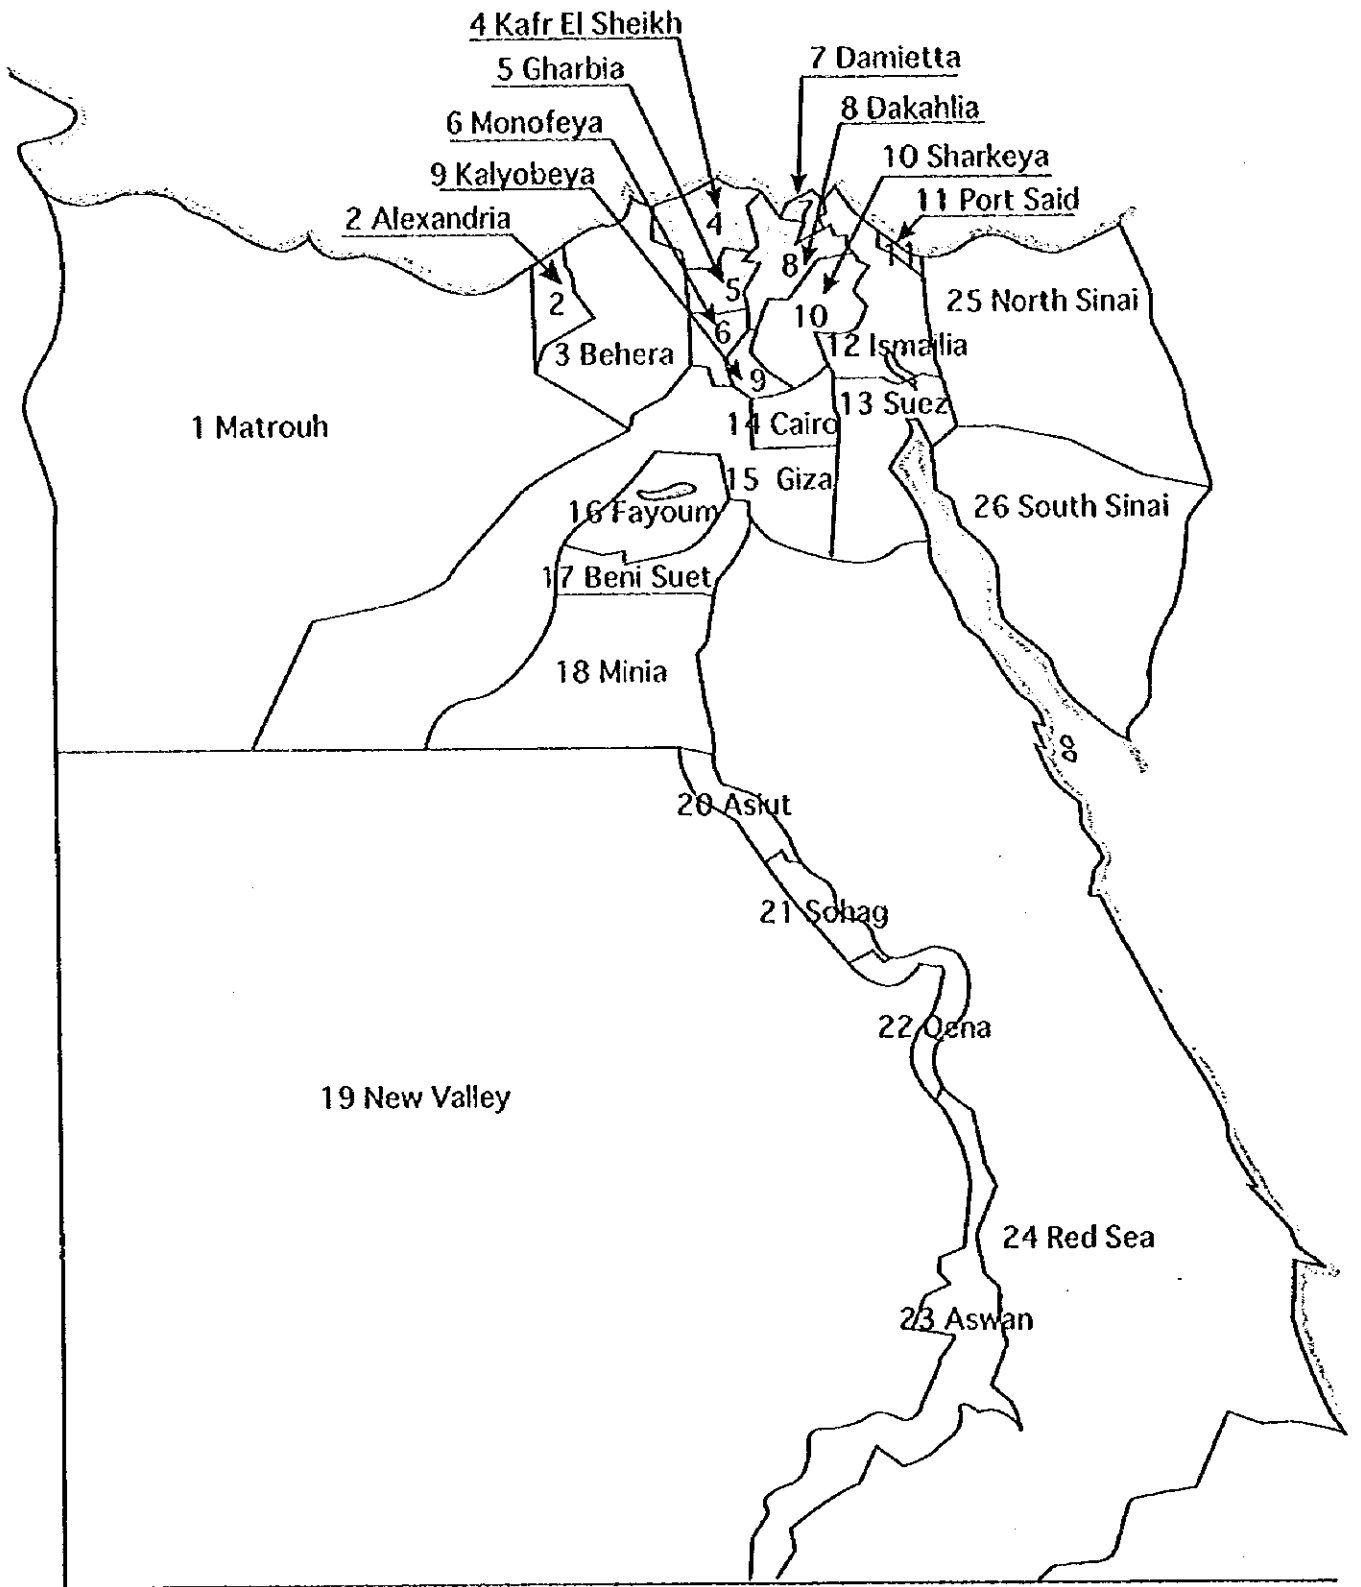 4 Kafr El Sheikh
7 Damietta
5 Gharbia
8 Dakahlia
6 Monofeya
10 Sharkeya
9 Kalyobeya
11 Port Said
2 Alexandria
4
7
8
11
5
2
10
25 North Sinai
6
12 Ismailia
3 Behera
9
13 Suez
1 Matrouh
14 Cairo
15 Giza
16 Fayoum
26 South Sinai
17 Beni Suet
18 Minia
20 Asiut
21 Sohag
22 Qena
19 New Valley
24 Red Sea
23 Aswan